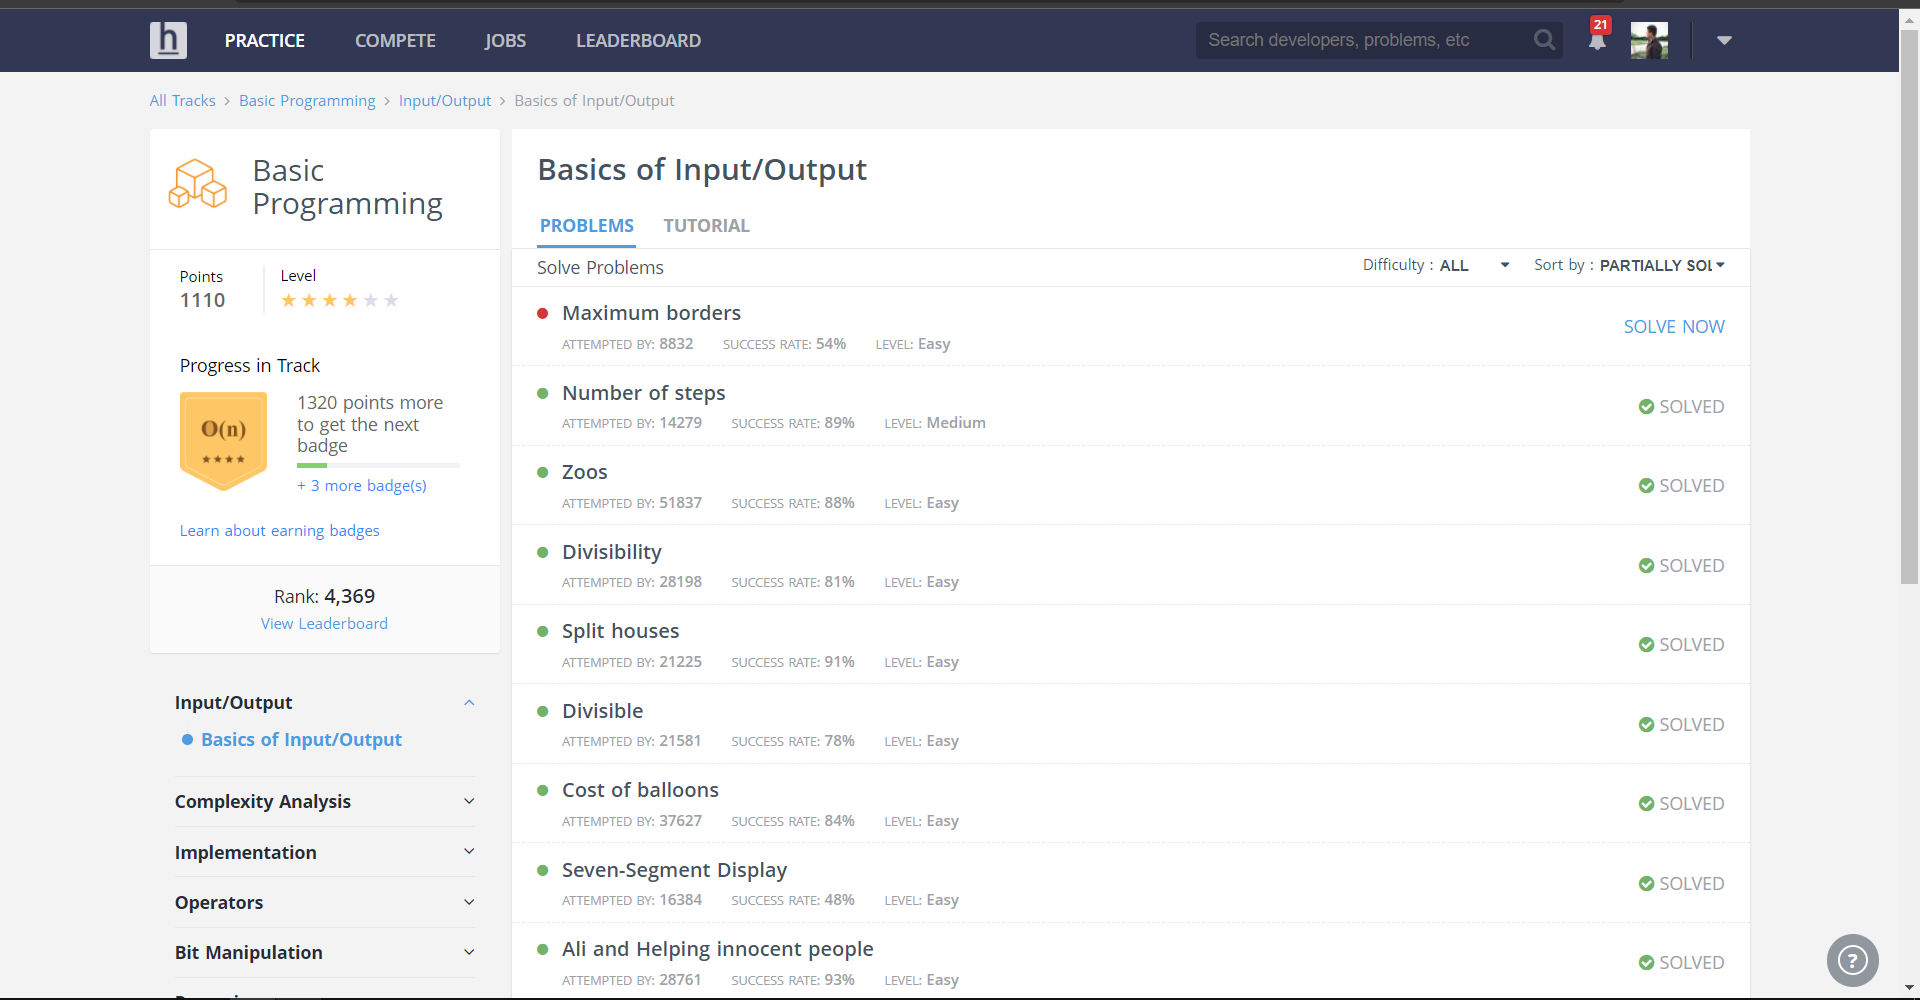 h PRACTICE COMPETE JOBS LEADERBOARD Search developers, problems, etc 21
All Tracks > Basic Programming > Input/Output > Basics of Input/Output
Basic
Programming
Points
1110
Level
Progress in Track
O(n)
1320 points more
to get the next
badge
+ 3 more badge(s)
Learn about earning badges
Rank: 4,369
View Leaderboard
Input/Output
Basics of Input/Output
Complexity Analysis
Implementation
Operators
Bit Manipulation
Basics of Input/Output
PROBLEMS TUTORIAL
Solve Problems Difficulty : ALL Sort by : PARTIALLY SOL
Maximum borders
ATTEMPTED BY: 8832 SUCCESS RATE: 54% LEVEL: Easy
SOLVE NOW
Number of steps
ATTEMPTED BY: 14279 SUCCESS RATE: 89% LEVEL: Medium
SOLVED
Zoos
ATTEMPTED BY: 51837 SUCCESS RATE: 88% LEVEL: Easy
SOLVED
Divisibility
ATTEMPTED BY: 28198 SUCCESS RATE: 81% LEVEL: Easy
SOLVED
Split houses
ATTEMPTED BY: 21225 SUCCESS RATE: 91% LEVEL: Easy
SOLVED
Divisible
ATTEMPTED BY: 21581 SUCCESS RATE: 78% LEVEL: Easy
SOLVED
Cost of balloons
ATTEMPTED BY: 37627 SUCCESS RATE: 84% LEVEL: Easy
SOLVED
Seven-Segment Display
ATTEMPTED BY: 16384 SUCCESS RATE: 48% LEVEL: Easy
SOLVED
Ali and Helping innocent people
ATTEMPTED BY: 28761 SUCCESS RATE: 93% LEVEL: Easy
SOLVED
?